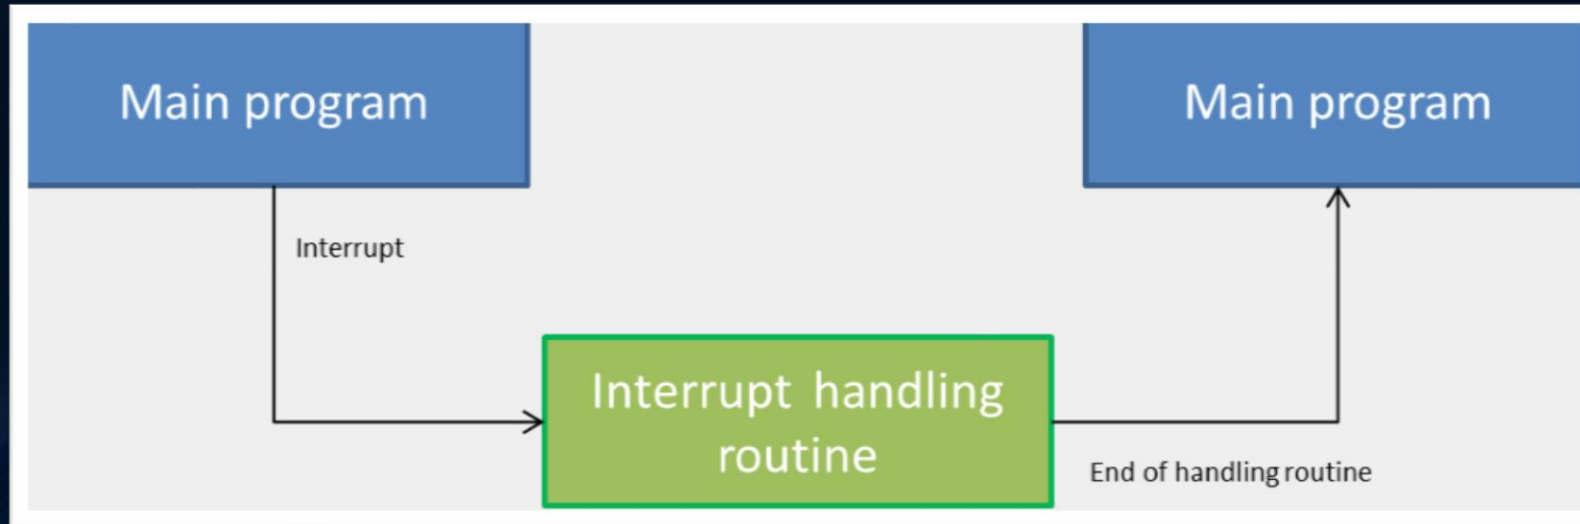 Main program
Main program
Interrupt
Interrupt handling
routine
End of handling routine